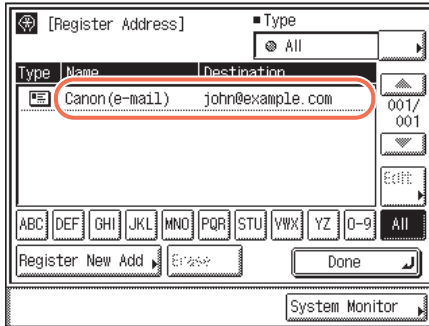 [Register Address]
■Type
All
Type Name Destination
Canon(e-mail) john@example.com
001/
001
Edit
ABC DEF GHI JKL MNO PQR STU VWX YZ 0-9 All
Register New Add Erase Done
System Monitor